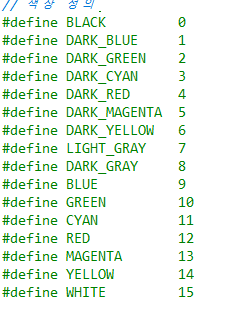 // 색상 정의
#define BLACK 0
#define DARK_BLUE 1
#define DARK_GREEN 2
#define DARK_CYAN 3
#define DARK_RED 4
#define DARK_MAGENTA 5
#define DARK_YELLOW 6
#define LIGHT_GRAY 7
#define DARK_GRAY 8
#define BLUE 9
#define GREEN 10
#define CYAN 11
#define RED 12
#define MAGENTA 13
#define YELLOW 14
#define WHITE 15